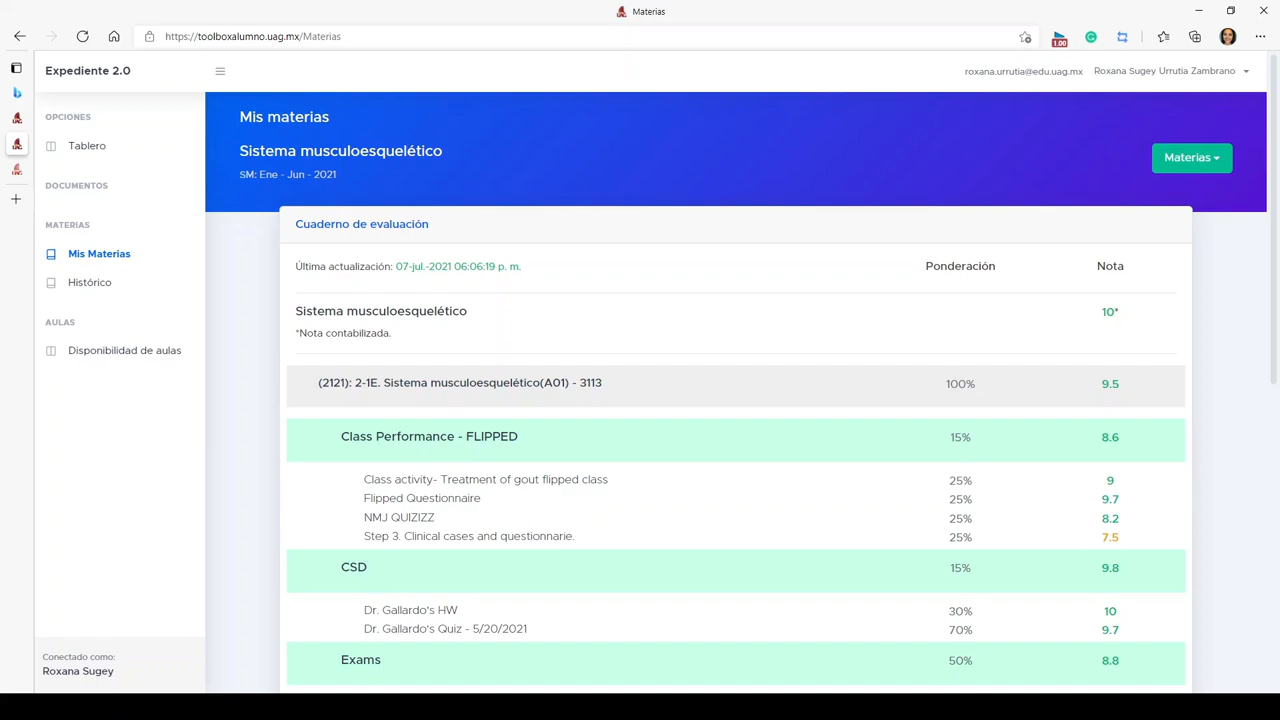 Materias
https://toolboxalumno.uag.mx/Materias
1.00
Expediente 2.0
roxana.urrutia@edu.uag.mx Roxana Sugey Urrutia Zambrano
OPCIONES
Tablero
DOCUMENTOS
MATERIAS
Mis Materias
Histórico
AULAS
Disponibilidad de aulas
Conectado como:
Roxana Sugey
Mis materias
Sistema musculoesquelético
SM: Ene - Jun - 2021
Materias
Cuaderno de evaluación
Última actualización: 07-jul.-2021 06:06:19 p. m. Ponderación Nota
Sistema musculoesquelético 10*
*Nota contabilizada.
(2121): 2-1E. Sistema musculoesquelético(A01) - 3113 100% 9.5
Class Performance - FLIPPED 15% 8.6
Class activity- Treatment of gout flipped class 25% 9
Flipped Questionnaire 25% 9.7
NMJ QUIZIZZ 25% 8.2
Step 3. Clinical cases and questionnarie. 25% 7.5
CSD 15% 9.8
Dr. Gallardo's HW 30% 10
Dr. Gallardo's Quiz - 5/20/2021 70% 9.7
Exams 50% 8.8